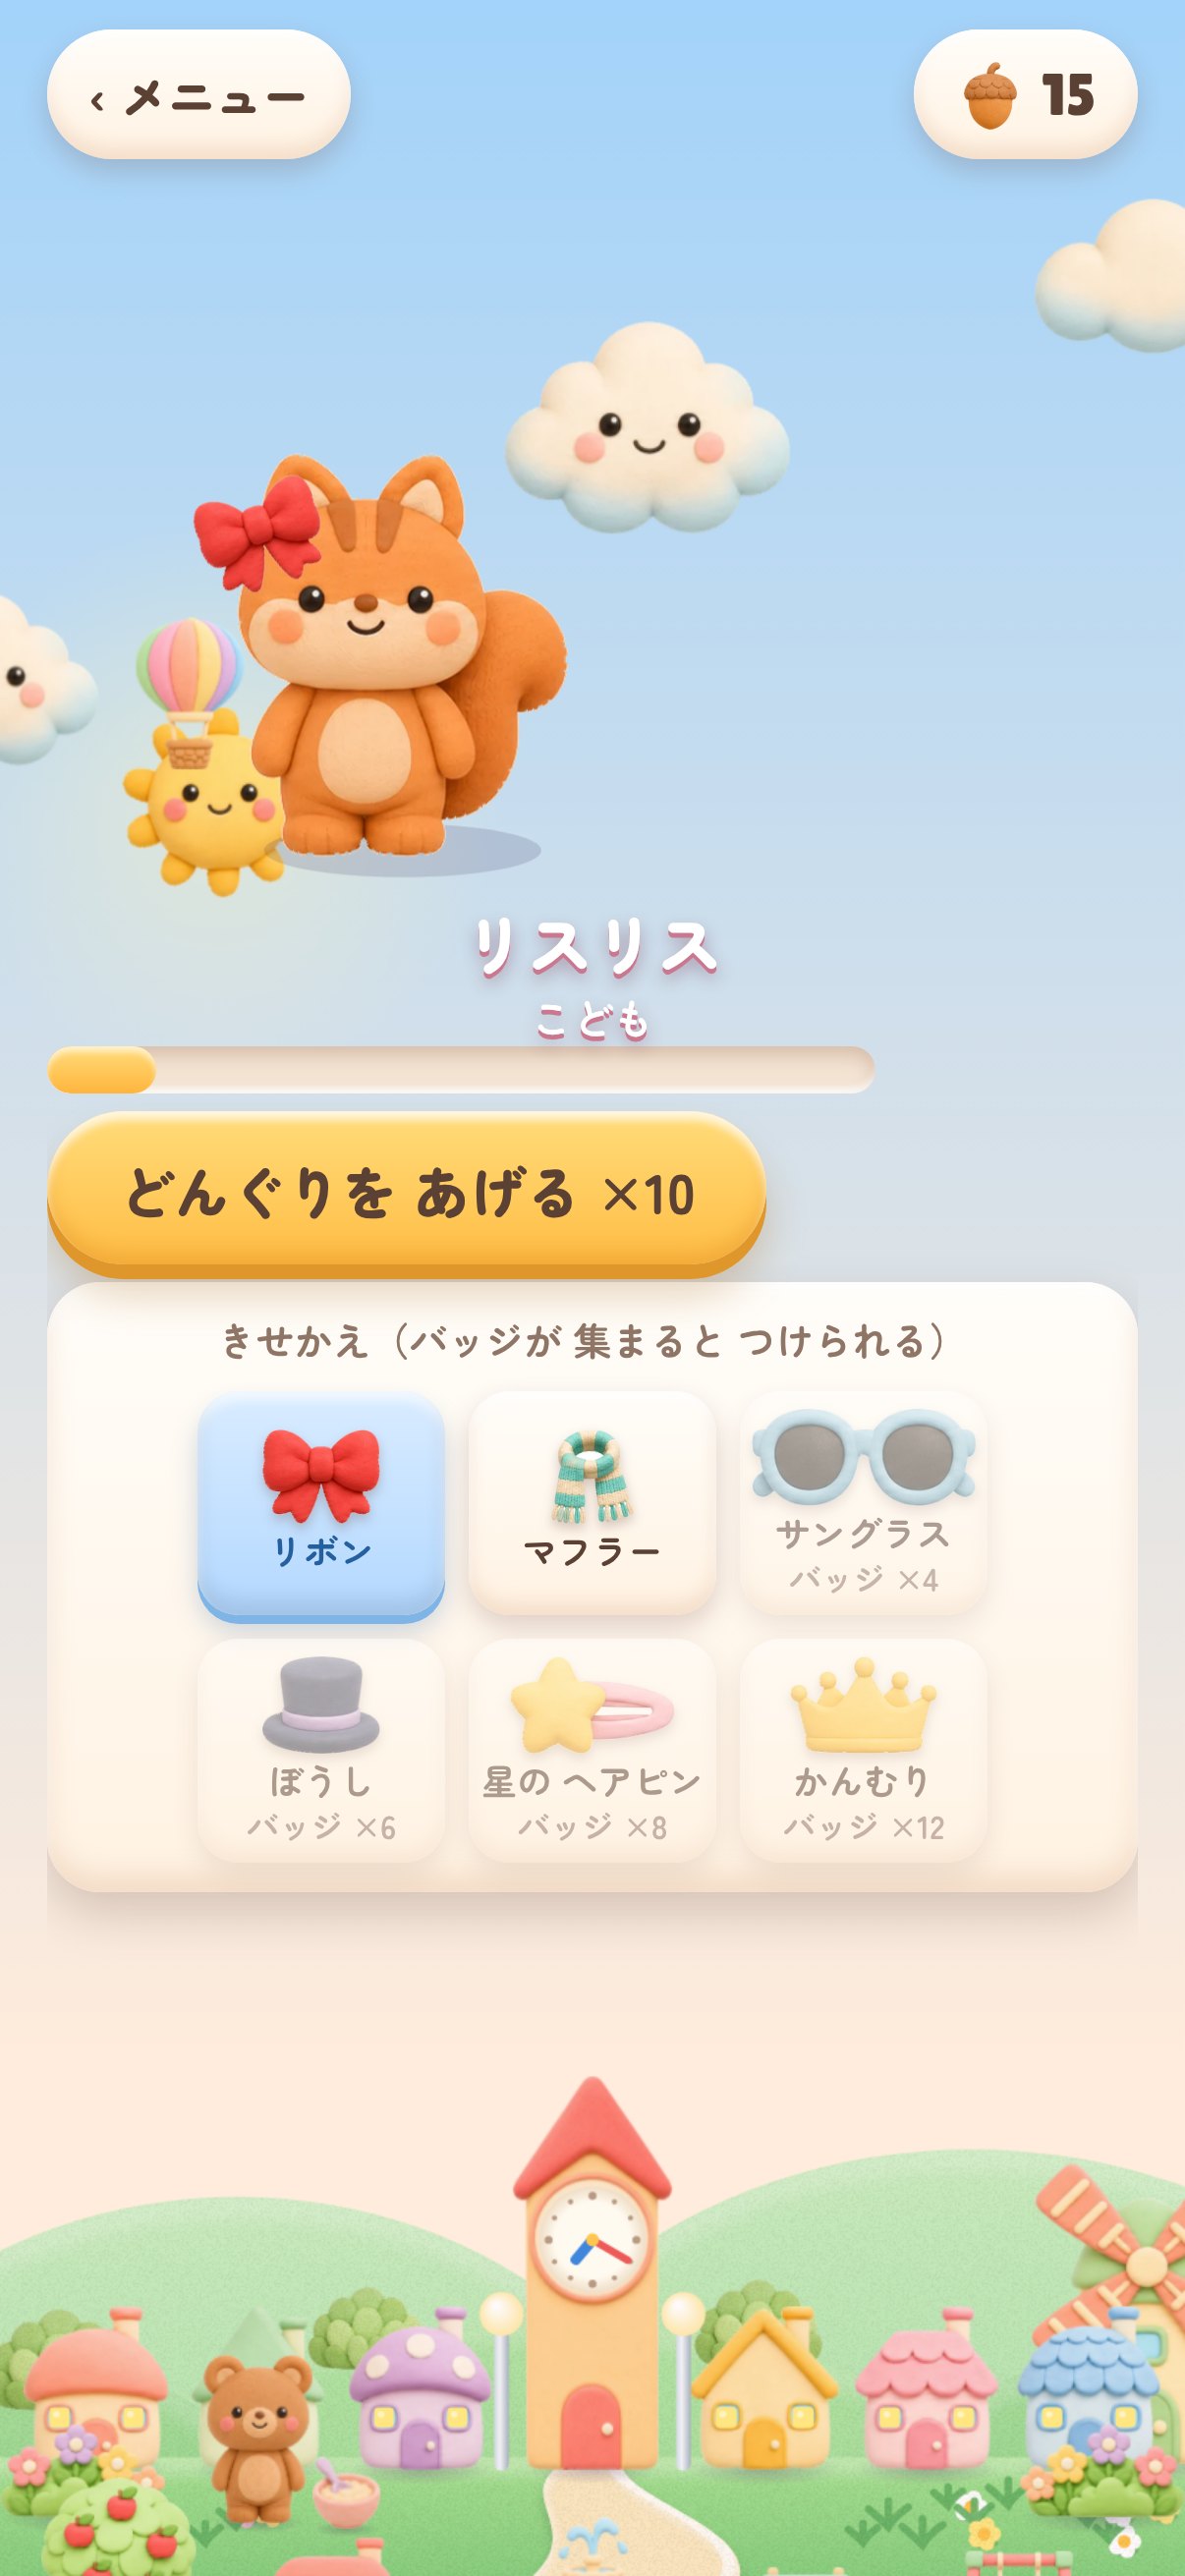 ‹ メニュー
15
リスリス
こども
どんぐりを あげる ×10
きせかえ（バッジが 集まると つけられる）
リボン
マフラー
サングラス
バッジ ×4
ぼうし
バッジ ×6
星の ヘアピン
バッジ ×8
かんむり
バッジ ×12